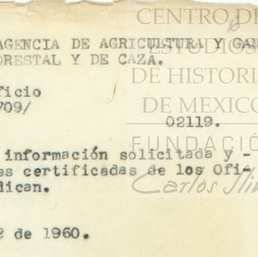 CENTRO DE
AGENCIA DE AGRICULTURA Y GAN
ESTUDIOS
ORESTAL Y DE CAZA.
DE HISTORIA
ficio
DE MEXICO
709/
02119.
FUNDACIÓN
información solicitada y -
es certificadas de los Ofi-
Carlos Slim
dican.
2 de 1960.